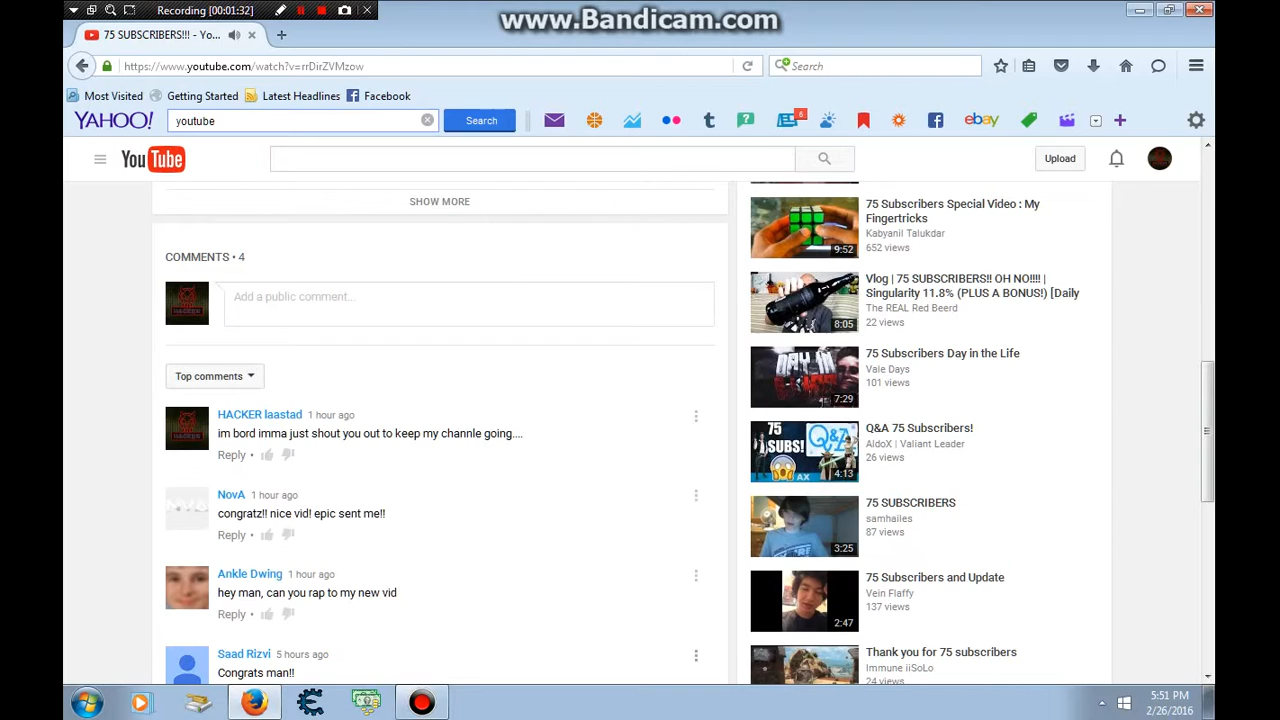 Recording [00:01:32]
www.Bandicam.com
75 SUBSCRIBERS!!! - Yo...
https://www.youtube.com/watch?v=rrDirZVMzow
Search
Most Visited
Getting Started
Latest Headlines
Facebook
YAHOO!
youtube
Search
6
ebay
YouTube
Upload
SHOW MORE
COMMENTS • 4
Add a public comment...
Top comments
HACKER laastad 1 hour ago
im bord imma just shout you out to keep my channle going....
Reply •
NovA 1 hour ago
congratz!! nice vid! epic sent me!!
Reply •
Ankle Dwing 1 hour ago
hey man, can you rap to my new vid
Reply •
Saad Rizvi 5 hours ago
Congrats man!!
75 Subscribers Special Video : My
Fingertricks
Kabyanil Talukdar
652 views
9:52
Vlog | 75 SUBSCRIBERS!! OH NO!!!! |
Singularity 11.8% (PLUS A BONUS!) [Daily
The REAL Red Beerd
22 views
8:05
75 Subscribers Day in the Life
Vale Days
101 views
DAY IN
7:29
Q&A 75 Subscribers!
AldoX | Valiant Leader
26 views
75
SUBS!
Q&A
AX
4:13
75 SUBSCRIBERS
samhailes
87 views
3:25
75 Subscribers and Update
Vein Flaffy
137 views
2:47
Thank you for 75 subscribers
Immune iiSoLo
24 views
5:51 PM
2/26/2016